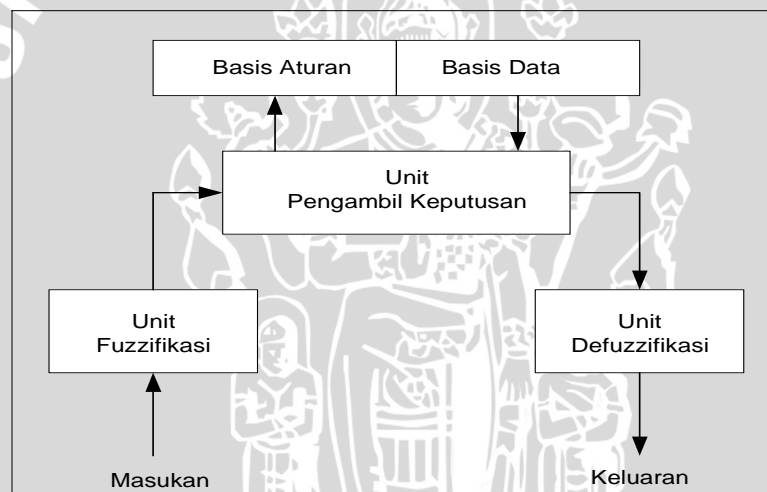 Basis Aturan
Basis Data
Unit
Pengambil Keputusan
Unit
Fuzzifikasi
Unit
Defuzzifikasi
Masukan
Keluaran